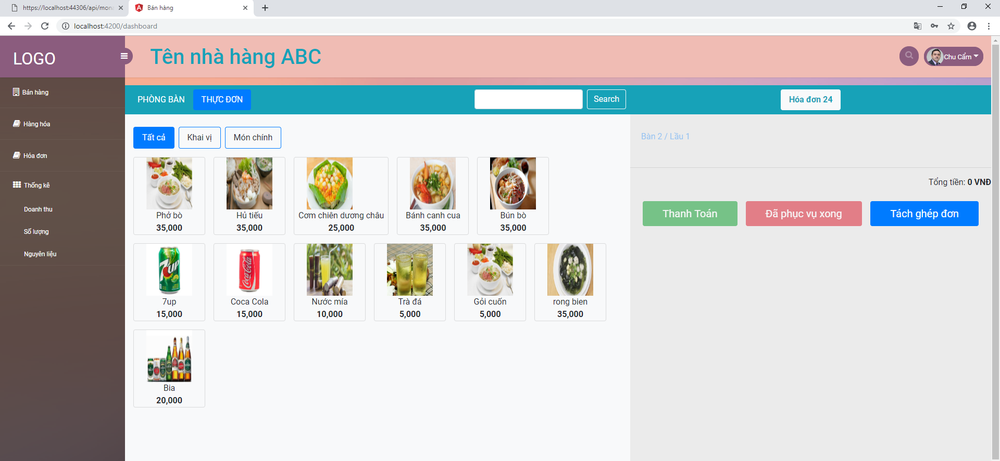 https://localhost:44306/api/mon
Bán hàng
localhost:4200/dashboard
LOGO
Tên nhà hàng ABC
Chu Cẩm
Bán hàng
Hàng hóa
Hóa đơn
Thống kê
Doanh thu
Số lượng
Nguyên liệu
PHÒNG BÀN
THỰC ĐƠN
Search
Hóa đơn 24
Tất cả
Khai vị
Món chính
Phở bò
35,000
Hủ tiếu
35,000
Cơm chiên dương châu
25,000
Bánh canh cua
35,000
Bún bò
35,000
7up
7up
15,000
Coca-Cola
Coca Cola
15,000
Nước mía
10,000
Trà đá
5,000
Gỏi cuốn
5,000
rong bien
35,000
Bia
20,000
Bàn 2 / Lầu 1
Tổng tiền: 0 VNĐ
Thanh Toán
Đã phục vụ xong
Tách ghép đơn